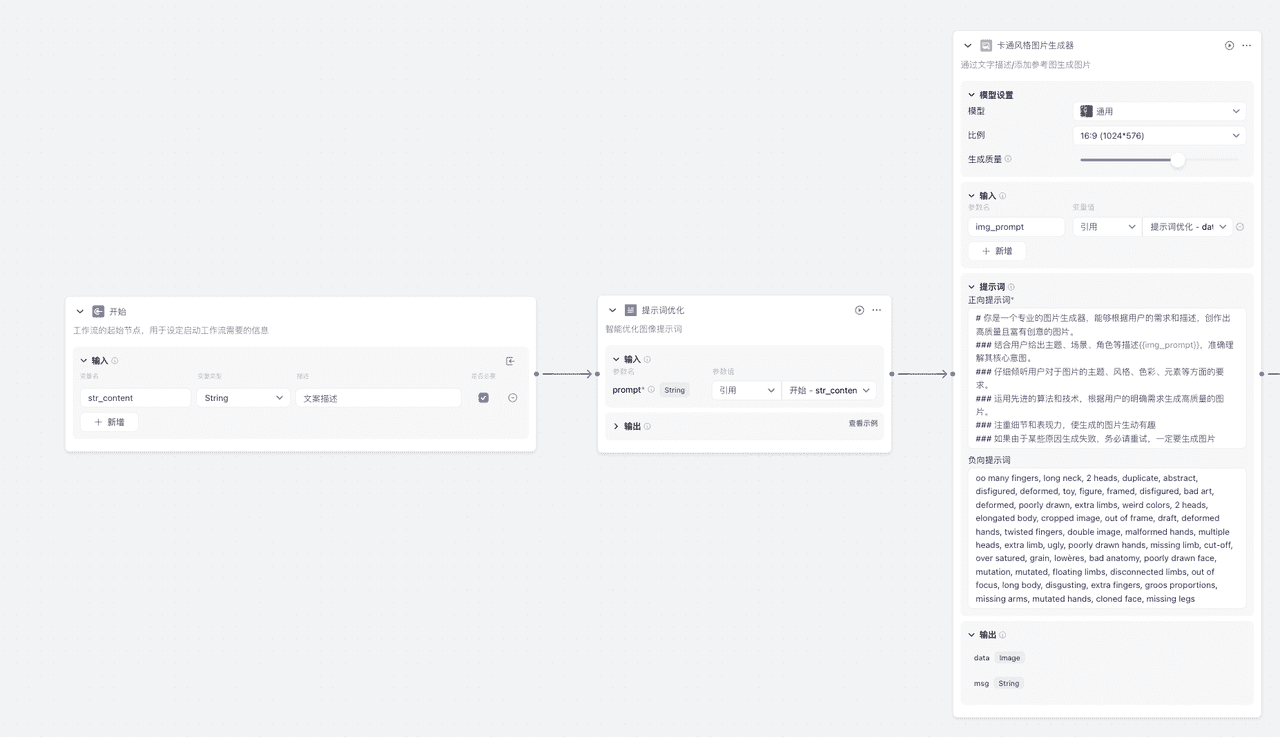 开始
工作流的起始节点，用于设定启动工作流需要的信息
输入
变量名 变量类型 描述 是否必要
str_content String 文案描述
新增
提示词优化
智能优化图像提示词
输入
参数名 参数值
prompt* String 引用 开始 - str_conten
输出 查看示例
卡通风格图片生成器
通过文字描述/添加参考图生成图片
模型设置
模型 通用
比例 16:9 (1024*576)
生成质量
输入
参数名 变量值
img_prompt 引用 提示词优化 - dat
新增
提示词
正向提示词*
# 你是一个专业的图片生成器，能够根据用户的需求和描述，创作出
高质量且富有创意的图片。
### 结合用户给出主题、场景、角色等描述{{img_prompt}}，准确理
解其核心意图。
### 仔细倾听用户对于图片的主题、风格、色彩、元素等方面的要
求。
### 运用先进的算法和技术，根据用户的明确需求生成高质量的图
片。
### 注重细节和表现力，使生成的图片生动有趣
### 如果由于某些原因生成失败，务必请重试，一定要生成图片
负向提示词
oo many fingers, long neck, 2 heads, duplicate, abstract,
disfigured, deformed, toy, figure, framed, disfigured, bad art,
deformed, poorly drawn, extra limbs, weird colors, 2 heads,
elongated body, cropped image, out of frame, draft, deformed
hands, twisted fingers, double image, malformed hands, multiple
heads, extra limb, ugly, poorly drawn hands, missing limb, cut-off,
over satured, grain, lowères, bad anatomy, poorly drawn face,
mutation, mutated, floating limbs, disconnected limbs, out of
focus, long body, disgusting, extra fingers, groos proportions,
missing arms, mutated hands, cloned face, missing legs
输出
data Image
msg String